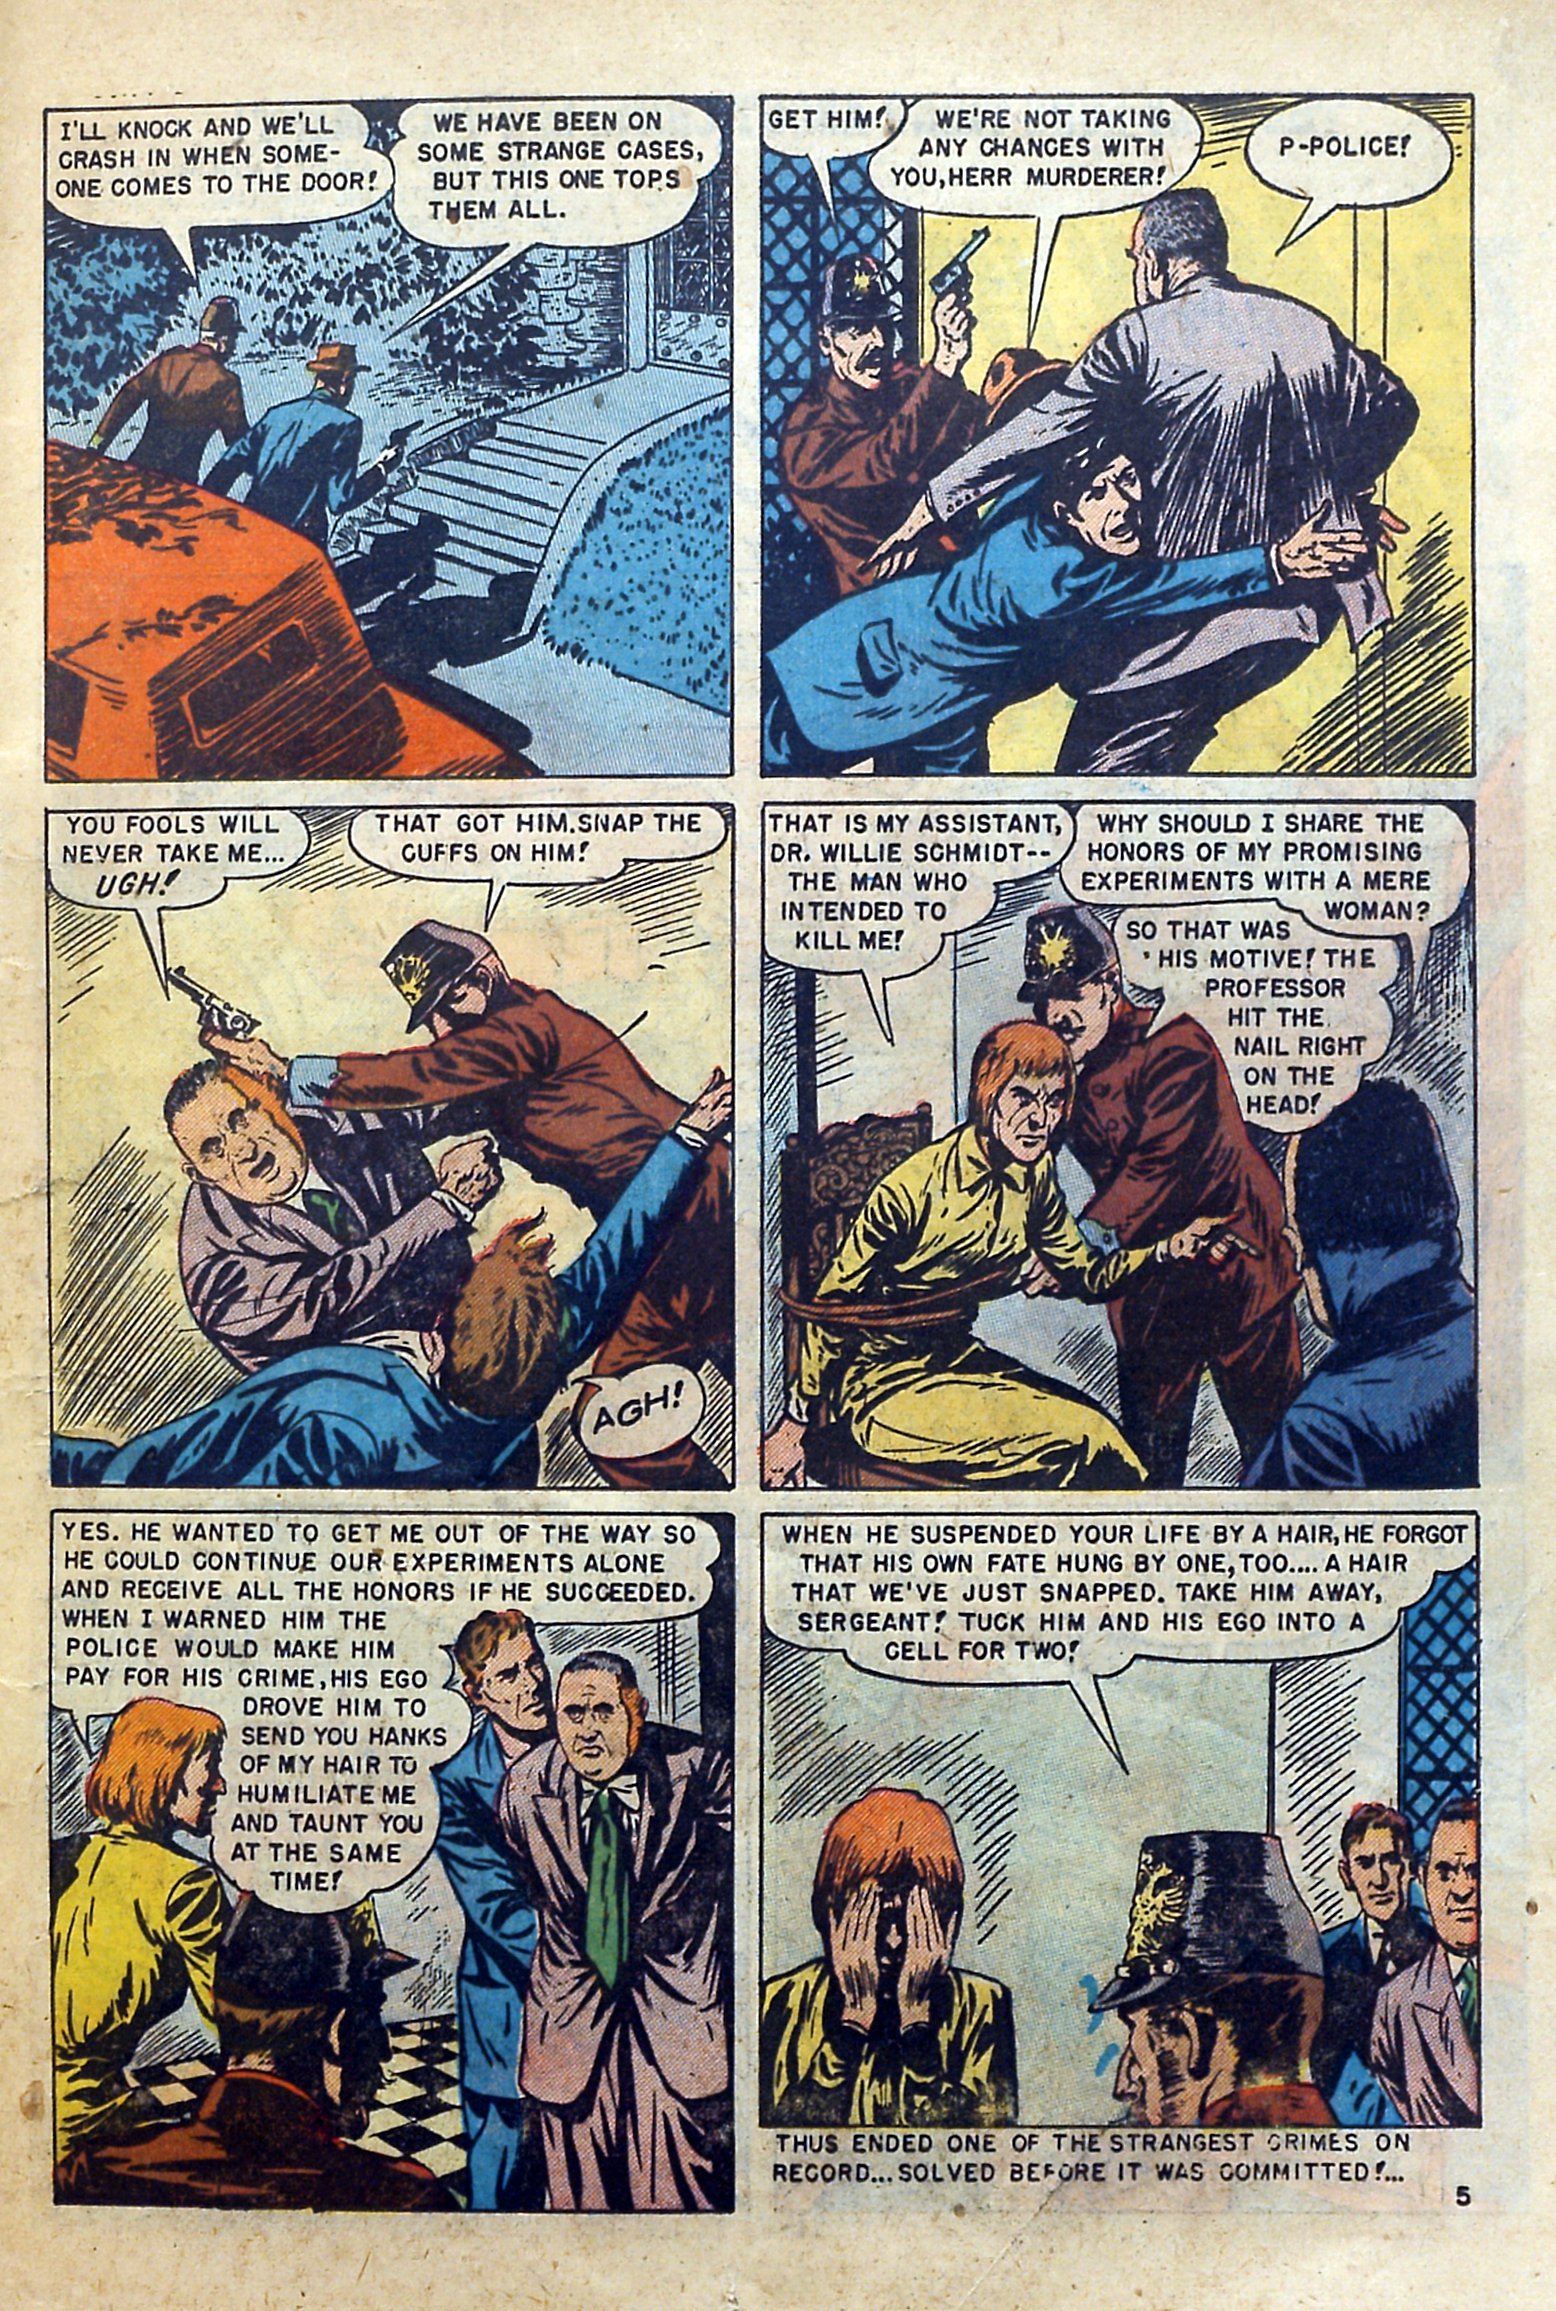 I'LL KNOCK AND WE'LL
CRASH IN WHEN SOME-
ONE COMES TO THE DOOR!
WE HAVE BEEN ON
SOME STRANGE CASES,
BUT THIS ONE TOPS
THEM ALL.
GET HIM!
WE'RE NOT TAKING
ANY CHANCES WITH
YOU, HERR MURDERER!
P-POLICE!
YOU FOOLS WILL
NEVER TAKE ME...
UGH!
THAT GOT HIM. SNAP THE
CUFFS ON HIM!
AGH!
THAT IS MY ASSISTANT,
DR. WILLIE SCHMIDT--
THE MAN WHO
INTENDED TO
KILL ME!
WHY SHOULD I SHARE THE
HONORS OF MY PROMISING
EXPERIMENTS WITH A MERE
WOMAN?
SO THAT WAS
HIS MOTIVE! THE
PROFESSOR
HIT THE
NAIL RIGHT
ON THE
HEAD!
YES. HE WANTED TO GET ME OUT OF THE WAY SO
HE COULD CONTINUE OUR EXPERIMENTS ALONE
AND RECEIVE ALL THE HONORS IF HE SUCCEEDED.
WHEN I WARNED HIM THE
POLICE WOULD MAKE HIM
PAY FOR HIS CRIME, HIS EGO
DROVE HIM TO
SEND YOU HANKS
OF MY HAIR TO
HUMILIATE ME
AND TAUNT YOU
AT THE SAME
TIME!
WHEN HE SUSPENDED YOUR LIFE BY A HAIR, HE FORGOT
THAT HIS OWN FATE HUNG BY ONE, TOO.... A HAIR
THAT WE'VE JUST SNAPPED. TAKE HIM AWAY,
SERGEANT! TUCK HIM AND HIS EGO INTO A
CELL FOR TWO!
THUS ENDED ONE OF THE STRANGEST CRIMES ON
RECORD... SOLVED BEFORE IT WAS COMMITTED!...
5